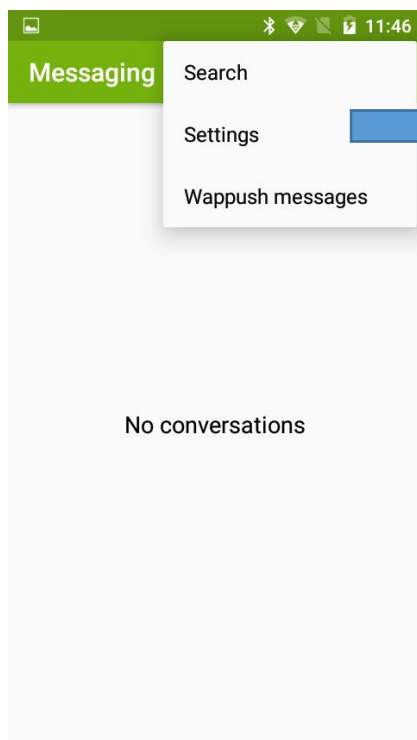 11:46
Messaging
Search
Settings
Wappush messages
No conversations